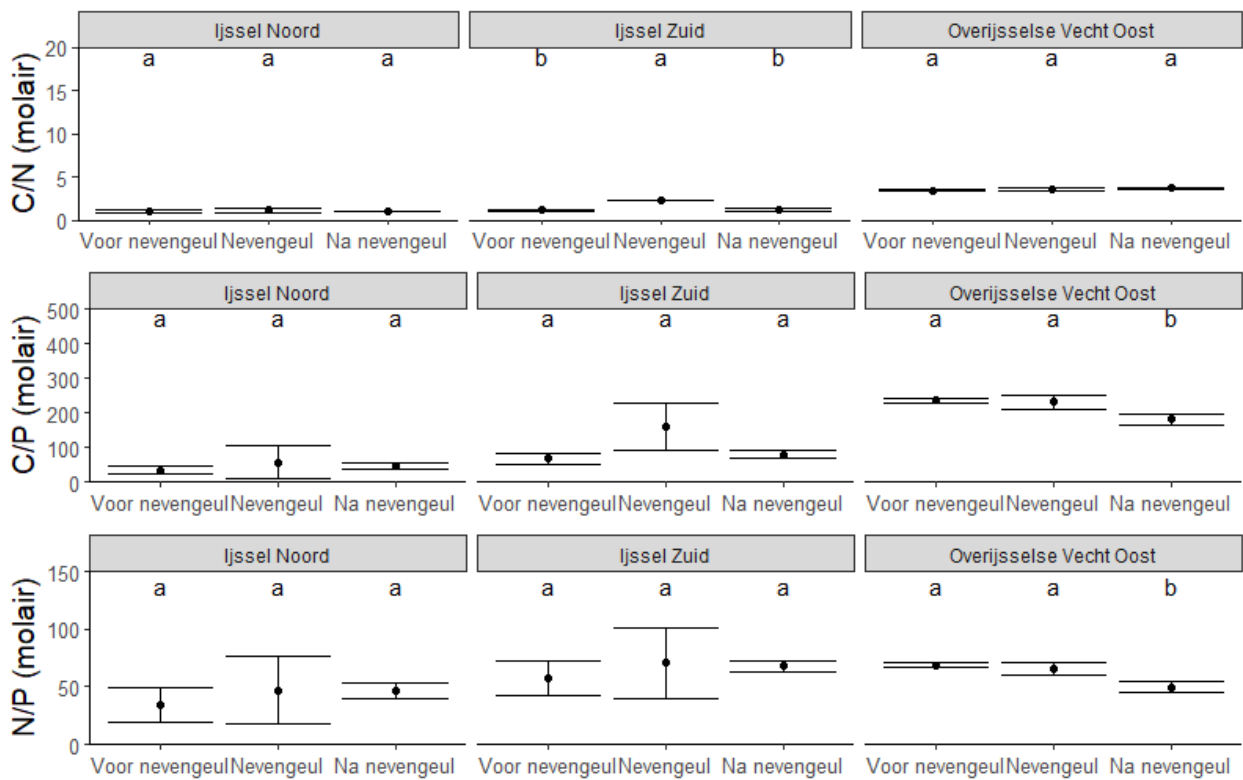 Ijssel Noord Ijssel Zuid Overijsselse Vecht Oost
20 a a a b a b a a a
15
10
5
0
C/N (molair)
Voor nevengeul Nevengeul Na nevengeul Voor nevengeul Nevengeul Na nevengeul Voor nevengeul Nevengeul Na nevengeul
Ijssel Noord Ijssel Zuid Overijsselse Vecht Oost
500 a a a a a a a a b
400
300
200
100
0
C/P (molair)
Voor nevengeul Nevengeul Na nevengeul Voor nevengeul Nevengeul Na nevengeul Voor nevengeul Nevengeul Na nevengeul
Ijssel Noord Ijssel Zuid Overijsselse Vecht Oost
150 a a a a a a a a b
100
50
0
N/P (molair)
Voor nevengeul Nevengeul Na nevengeul Voor nevengeul Nevengeul Na nevengeul Voor nevengeul Nevengeul Na nevengeul